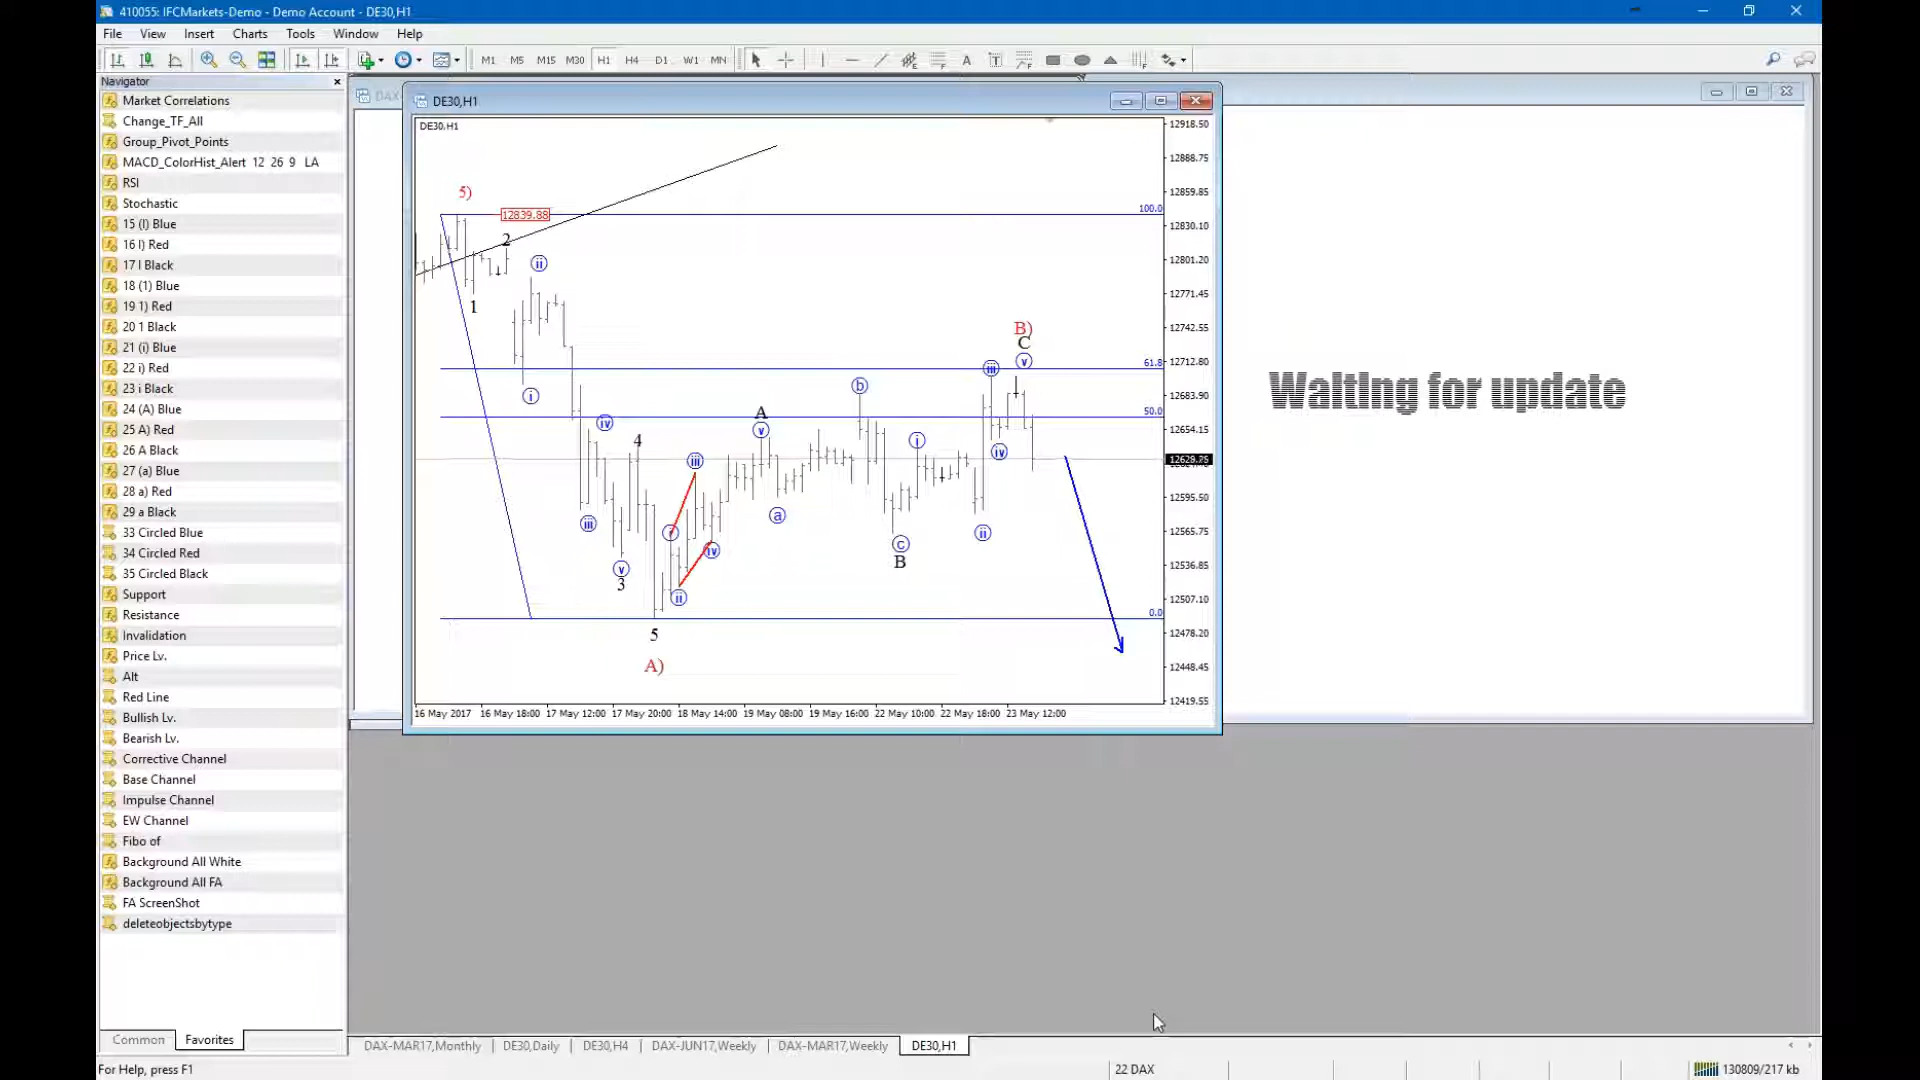 410055: IFCMarkets-Demo - Demo Account - DE30,H1
File View Insert Charts Tools Window Help
M1 M5 M15 M30 H1 H4 D1 W1 MN A T
Navigator
Market Correlations
Change_TF_All
Group_Pivot_Points
MACD_ColorHist_Alert 12 26 9 LA
RSI
Stochastic
15 (I) Blue
16 I) Red
17 I Black
18 (1) Blue
19 1) Red
20 1 Black
21 (i) Blue
22 i) Red
23 i Black
24 (A) Blue
25 A) Red
26 A Black
27 (a) Blue
28 a) Red
29 a Black
33 Circled Blue
34 Circled Red
35 Circled Black
Support
Resistance
Invalidation
Price Lv.
Alt
Red Line
Bullish Lv.
Bearish Lv.
Corrective Channel
Base Channel
Impulse Channel
EW Channel
Fibo of
Background All White
Background All FA
FA ScreenShot
deleteobjectsbytype
Common Favorites
DAX
DE30,H1
DE30,H1
5)
12839.88
100.0
2
ii
1
B)
C
v
iii
61.8
b
i
A
50.0
iv
v
4
i
iv
iii
a
iii
i
ii
c
iv
B
v
3
ii
0.0
5
A)
12918.50
12888.75
12859.85
12830.10
12801.20
12771.45
12742.55
12712.80
12683.90
12654.15
12629.75
12595.50
12565.75
12536.85
12507.10
12478.20
12448.45
12419.55
16 May 2017 16 May 18:00 17 May 12:00 17 May 20:00 18 May 14:00 19 May 08:00 19 May 16:00 22 May 10:00 22 May 18:00 23 May 12:00
Waiting for update
DAX-MAR17,Monthly DE30,Daily DE30,H4 DAX-JUN17,Weekly DAX-MAR17,Weekly DE30,H1
For Help, press F1
22 DAX
130809/217 kb